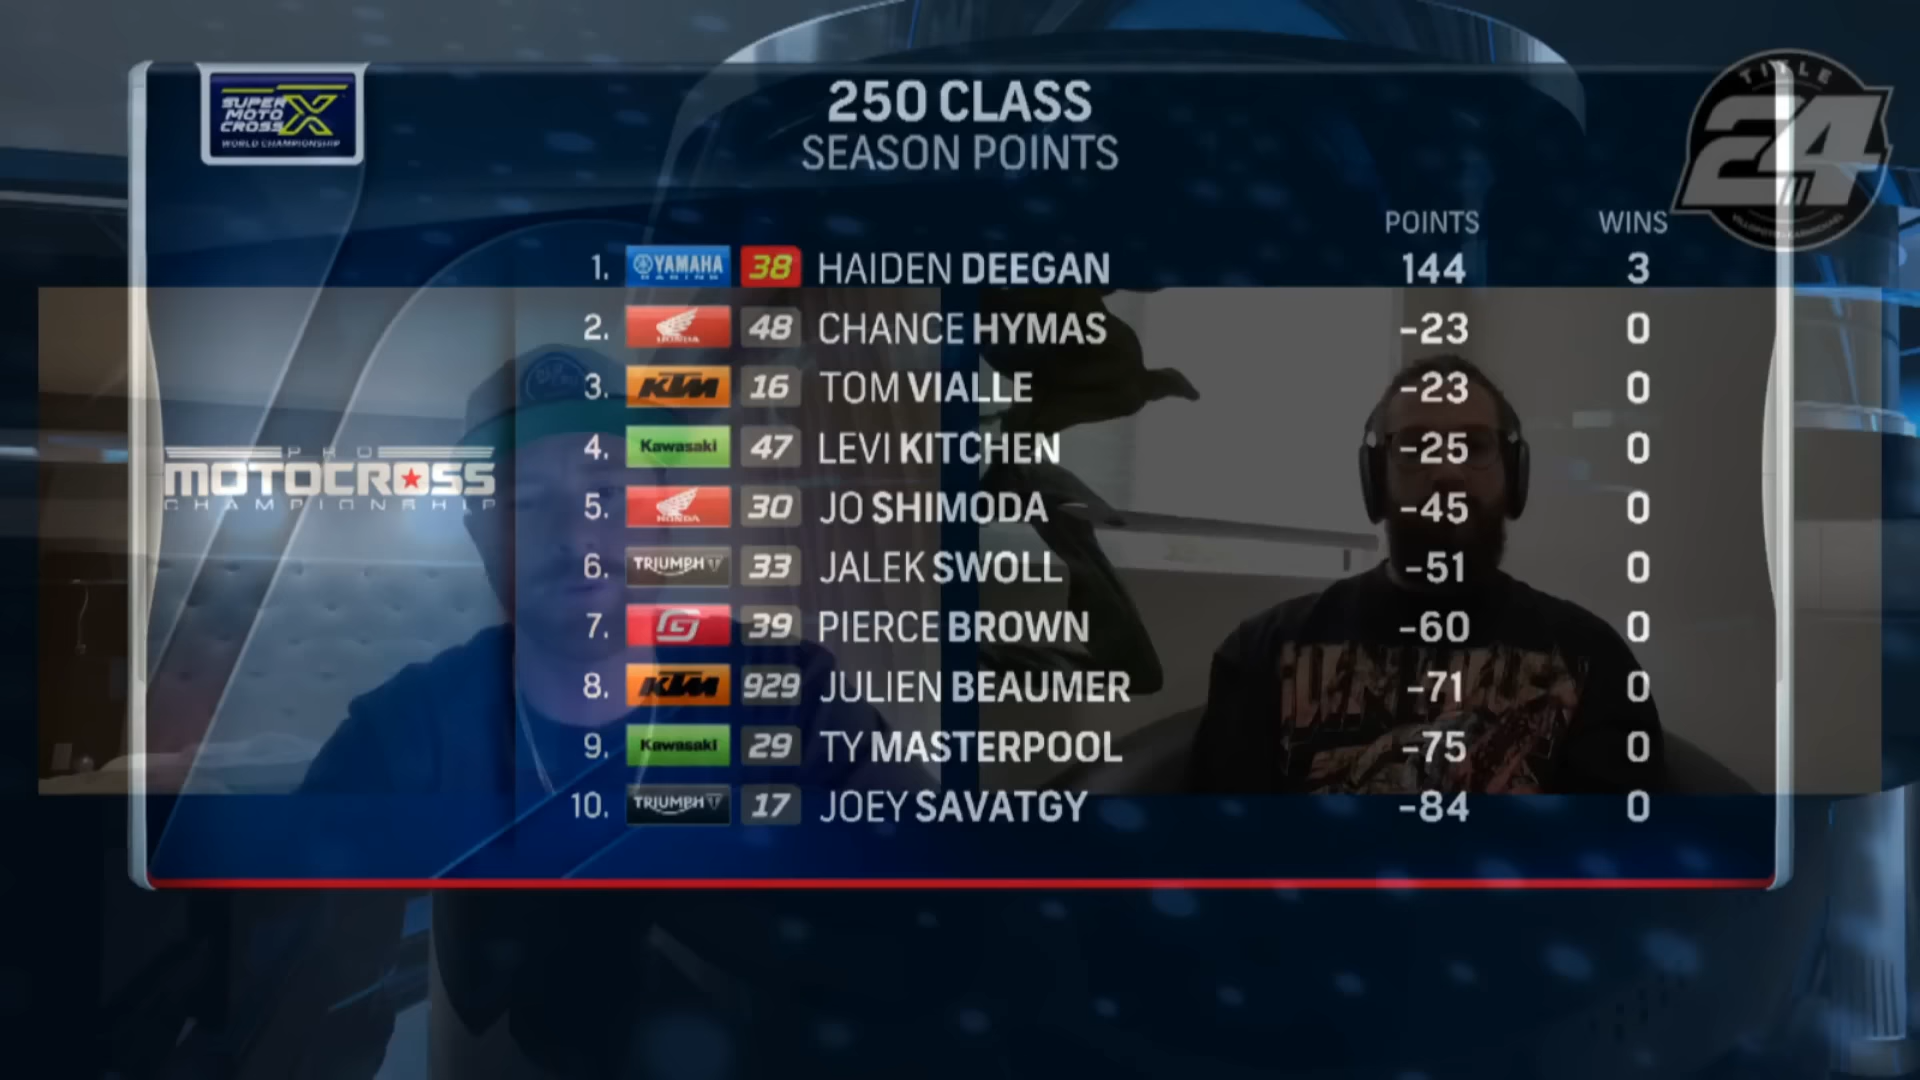 SUPER
MOTO
CROSS X
WORLD CHAMPIONSHIP
250 CLASS
SEASON POINTS
TITLE
24
POINTS WINS
1. YAMAHA RACING 38 HAIDEN DEEGAN 144 3
2. HONDA 48 CHANCE HYMAS -23 0
3. KTM 16 TOM VIALLE -23 0
4. Kawasaki 47 LEVI KITCHEN -25 0
5. HONDA 30 JO SHIMODA -45 0
6. TRIUMPH 33 JALEK SWOLL -51 0
7. 39 PIERCE BROWN -60 0
8. KTM 929 JULIEN BEAUMER -71 0
9. Kawasaki 29 TY MASTERPOOL -75 0
10. TRIUMPH 17 JOEY SAVATGY -84 0
PRO
MOTOCROSS
CHAMPIONSHIP